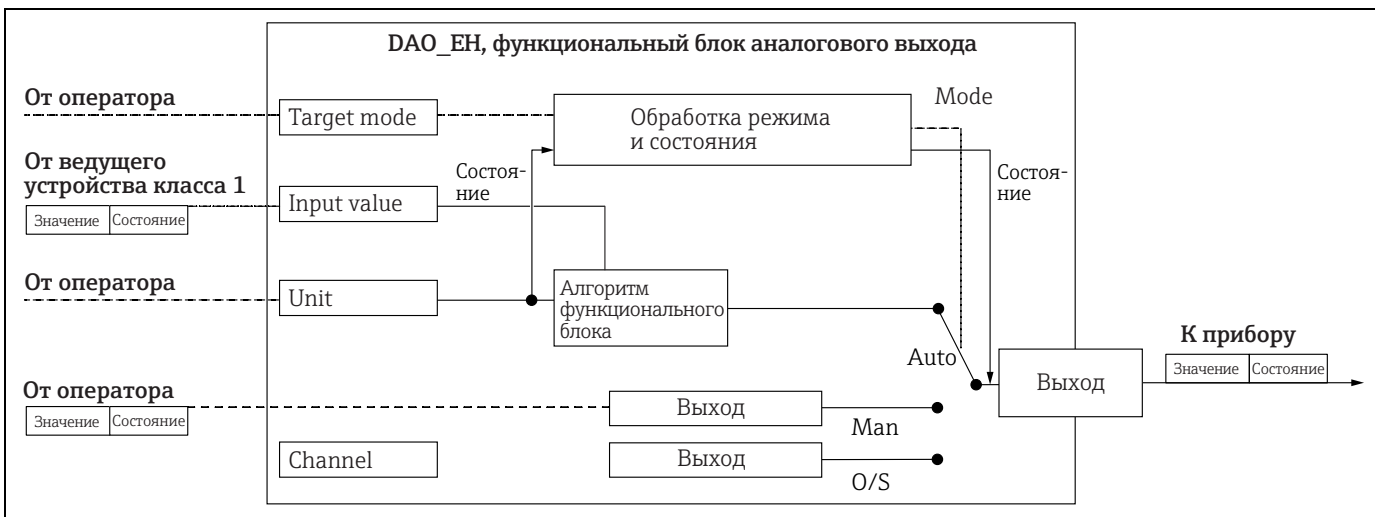 DAO_EH, функциональный блок аналогового выхода
От оператора
Target mode
Обработка режима
и состояния
Mode
От ведущего
устройства класса 1
Значение Состояние
Input value
Состоя-
ние
Состоя-
ние
От оператора
Unit
Алгоритм
функционального
блока
Auto
К прибору
Значение Состояние
Выход
От оператора
Значение Состояние
Выход
Man
Channel
Выход
O/S